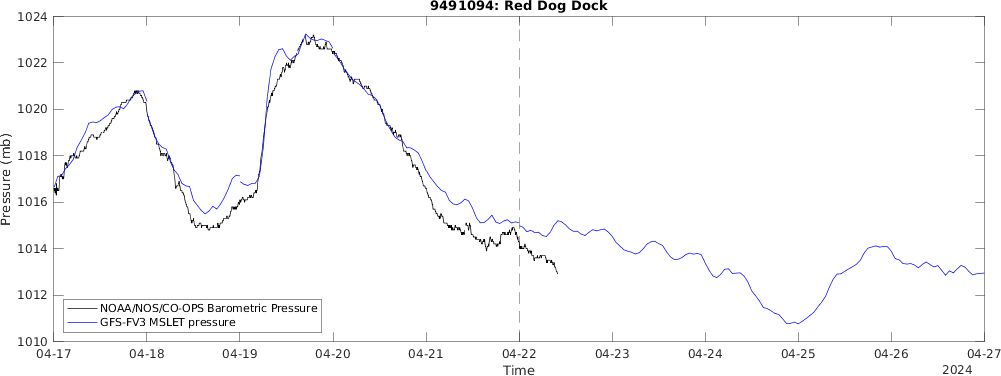 9491094: Red Dog Dock
Pressure (mb)
1024
1022
1020
1018
1016
1014
1012
1010
NOAA/NOS/CO-OPS Barometric Pressure
GFS-FV3 MSLET pressure
04-17 04-18 04-19 04-20 04-21 04-22 04-23 04-24 04-25 04-26 04-27
Time
2024